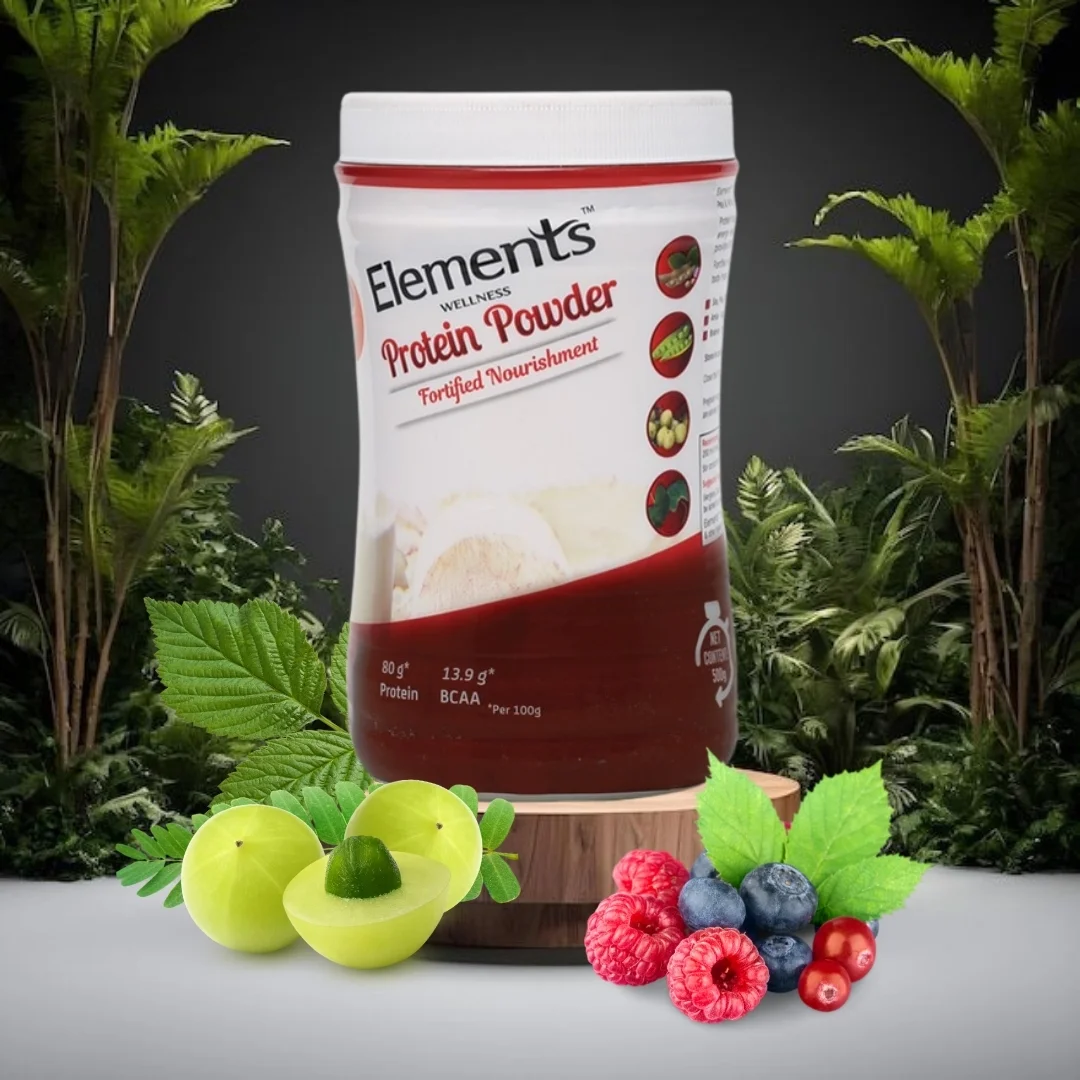 Elements™
WELLNESS
Protein Powder
Fortified Nourishment
80 g* 13.9 g*
Protein BCAA *Per 100g
NET
CONTENT
500g